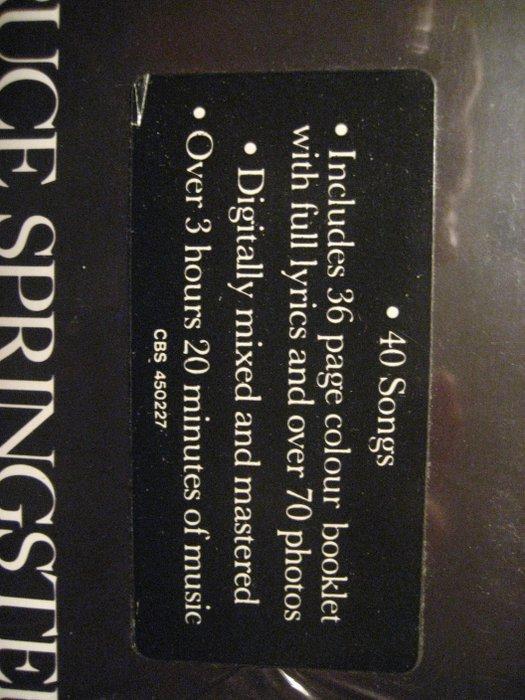 • 40 Songs
• Includes 36 page colour booklet
with full lyrics and over 70 photos
• Digitally mixed and mastered
• Over 3 hours 20 minutes of music
CBS 450227
RUCE SPRINGSTE